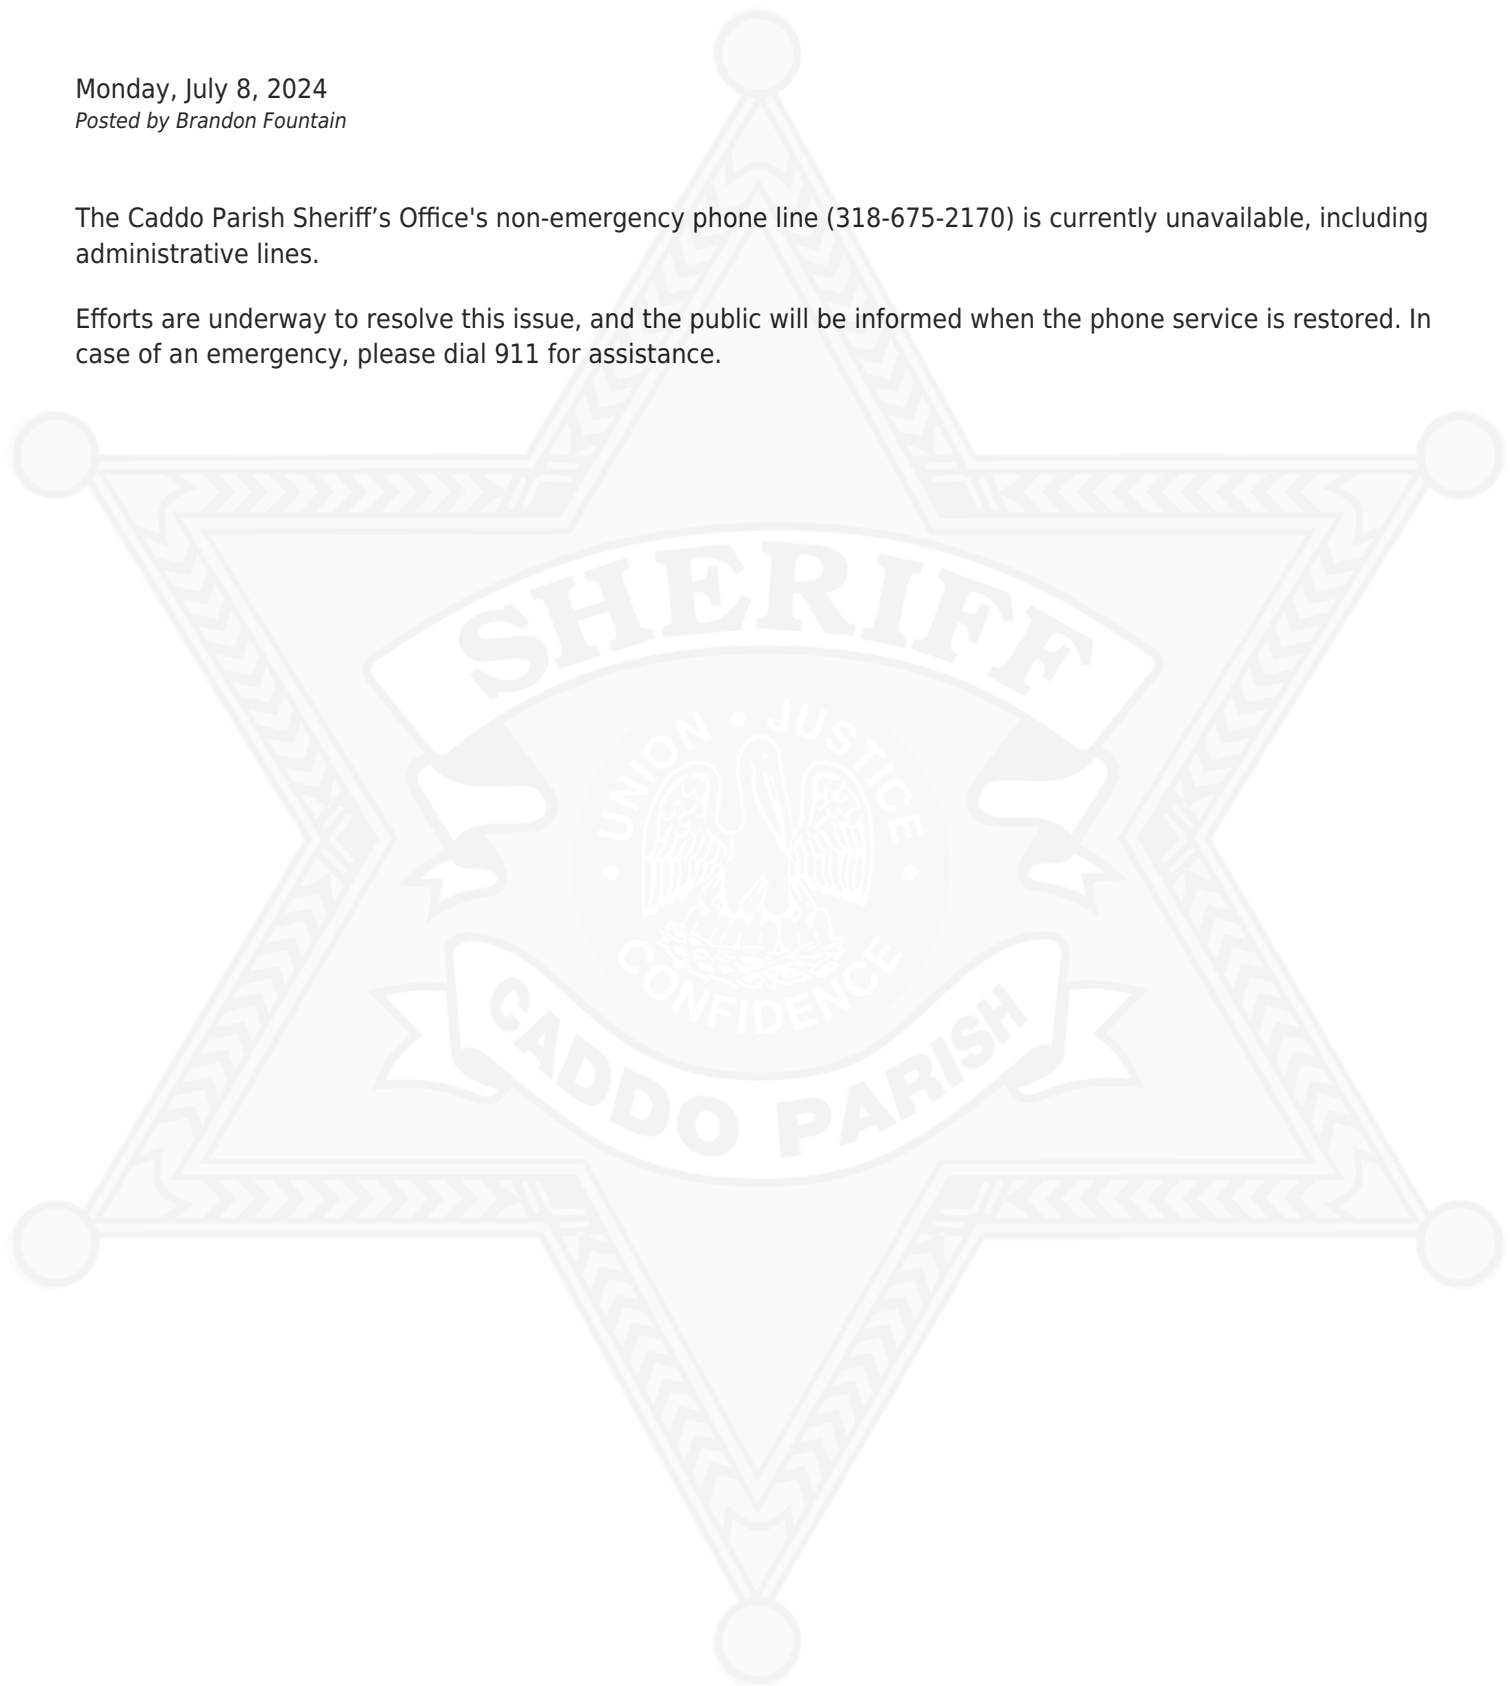 Monday, July 8, 2024
Posted by Brandon Fountain
The Caddo Parish Sheriff’s Office's non-emergency phone line (318-675-2170) is currently unavailable, including
administrative lines.
Efforts are underway to resolve this issue, and the public will be informed when the phone service is restored. In
case of an emergency, please dial 911 for assistance.
SHERIFF
UNION • JUSTICE
• CONFIDENCE •
CADDO PARISH